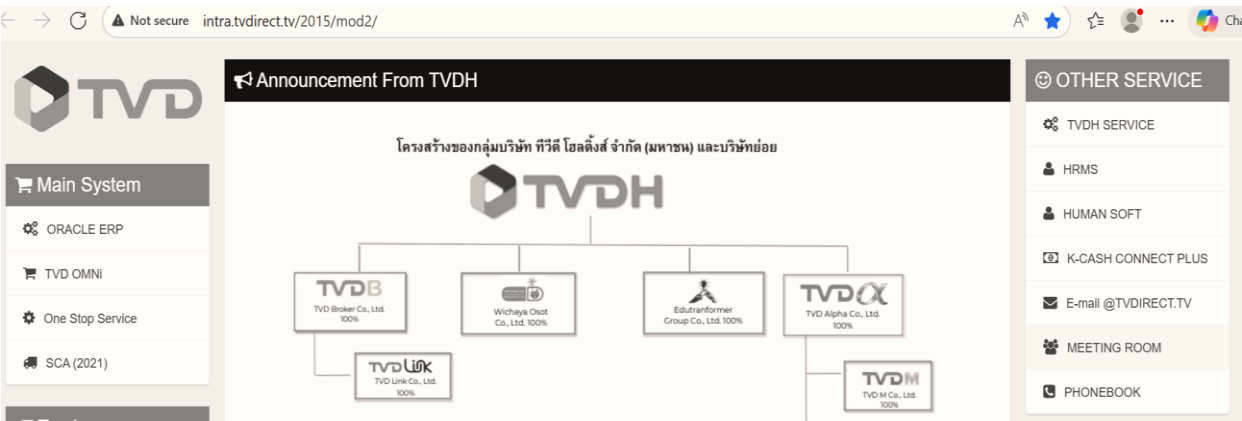 Not secure intra.tvdirect.tv/2015/mod2/
TVD
Main System
ORACLE ERP
TVD OMNi
One Stop Service
SCA (2021)
Announcement From TVDH
โครงสร้างของกลุ่มบริษัท ทีวีดี โฮลดิ้งส์ จำกัด (มหาชน) และบริษัทย่อย
TVDH
TVDB
TVD Broker Co., Ltd.
100%
Wichaya Osot
Co., Ltd. 100%
Edutranformer
Group Co., Ltd. 100%
TVDα
TVD Alpha Co., Ltd.
100%
TVD Link
TVD Link Co., Ltd.
100%
TVDM
TVD M Co., Ltd.
100%
OTHER SERVICE
TVDH SERVICE
HRMS
HUMAN SOFT
K-CASH CONNECT PLUS
E-mail @TVDIRECT.TV
MEETING ROOM
PHONEBOOK